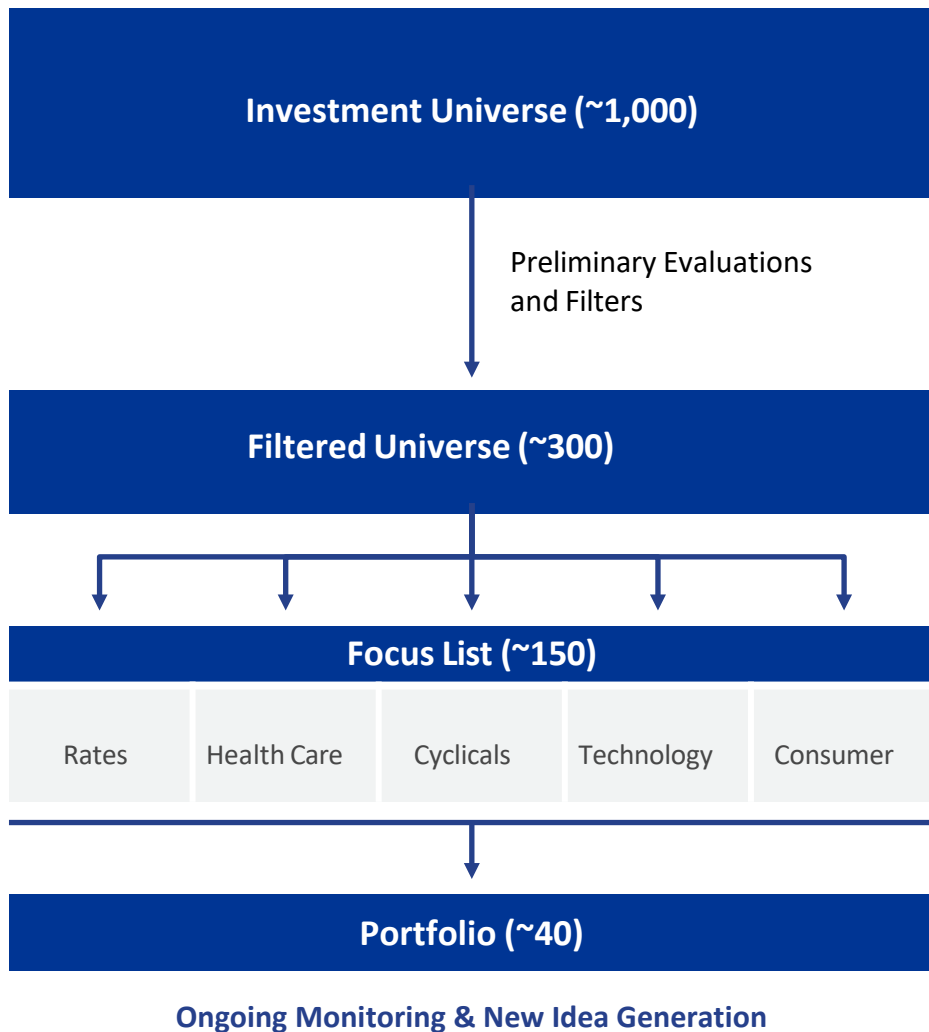 Investment Universe (~1,000)
Preliminary Evaluations
and Filters
Filtered Universe (~300)
Focus List (~150)
Rates
Health Care
Cyclicals
Technology
Consumer
Portfolio (~40)
Ongoing Monitoring & New Idea Generation